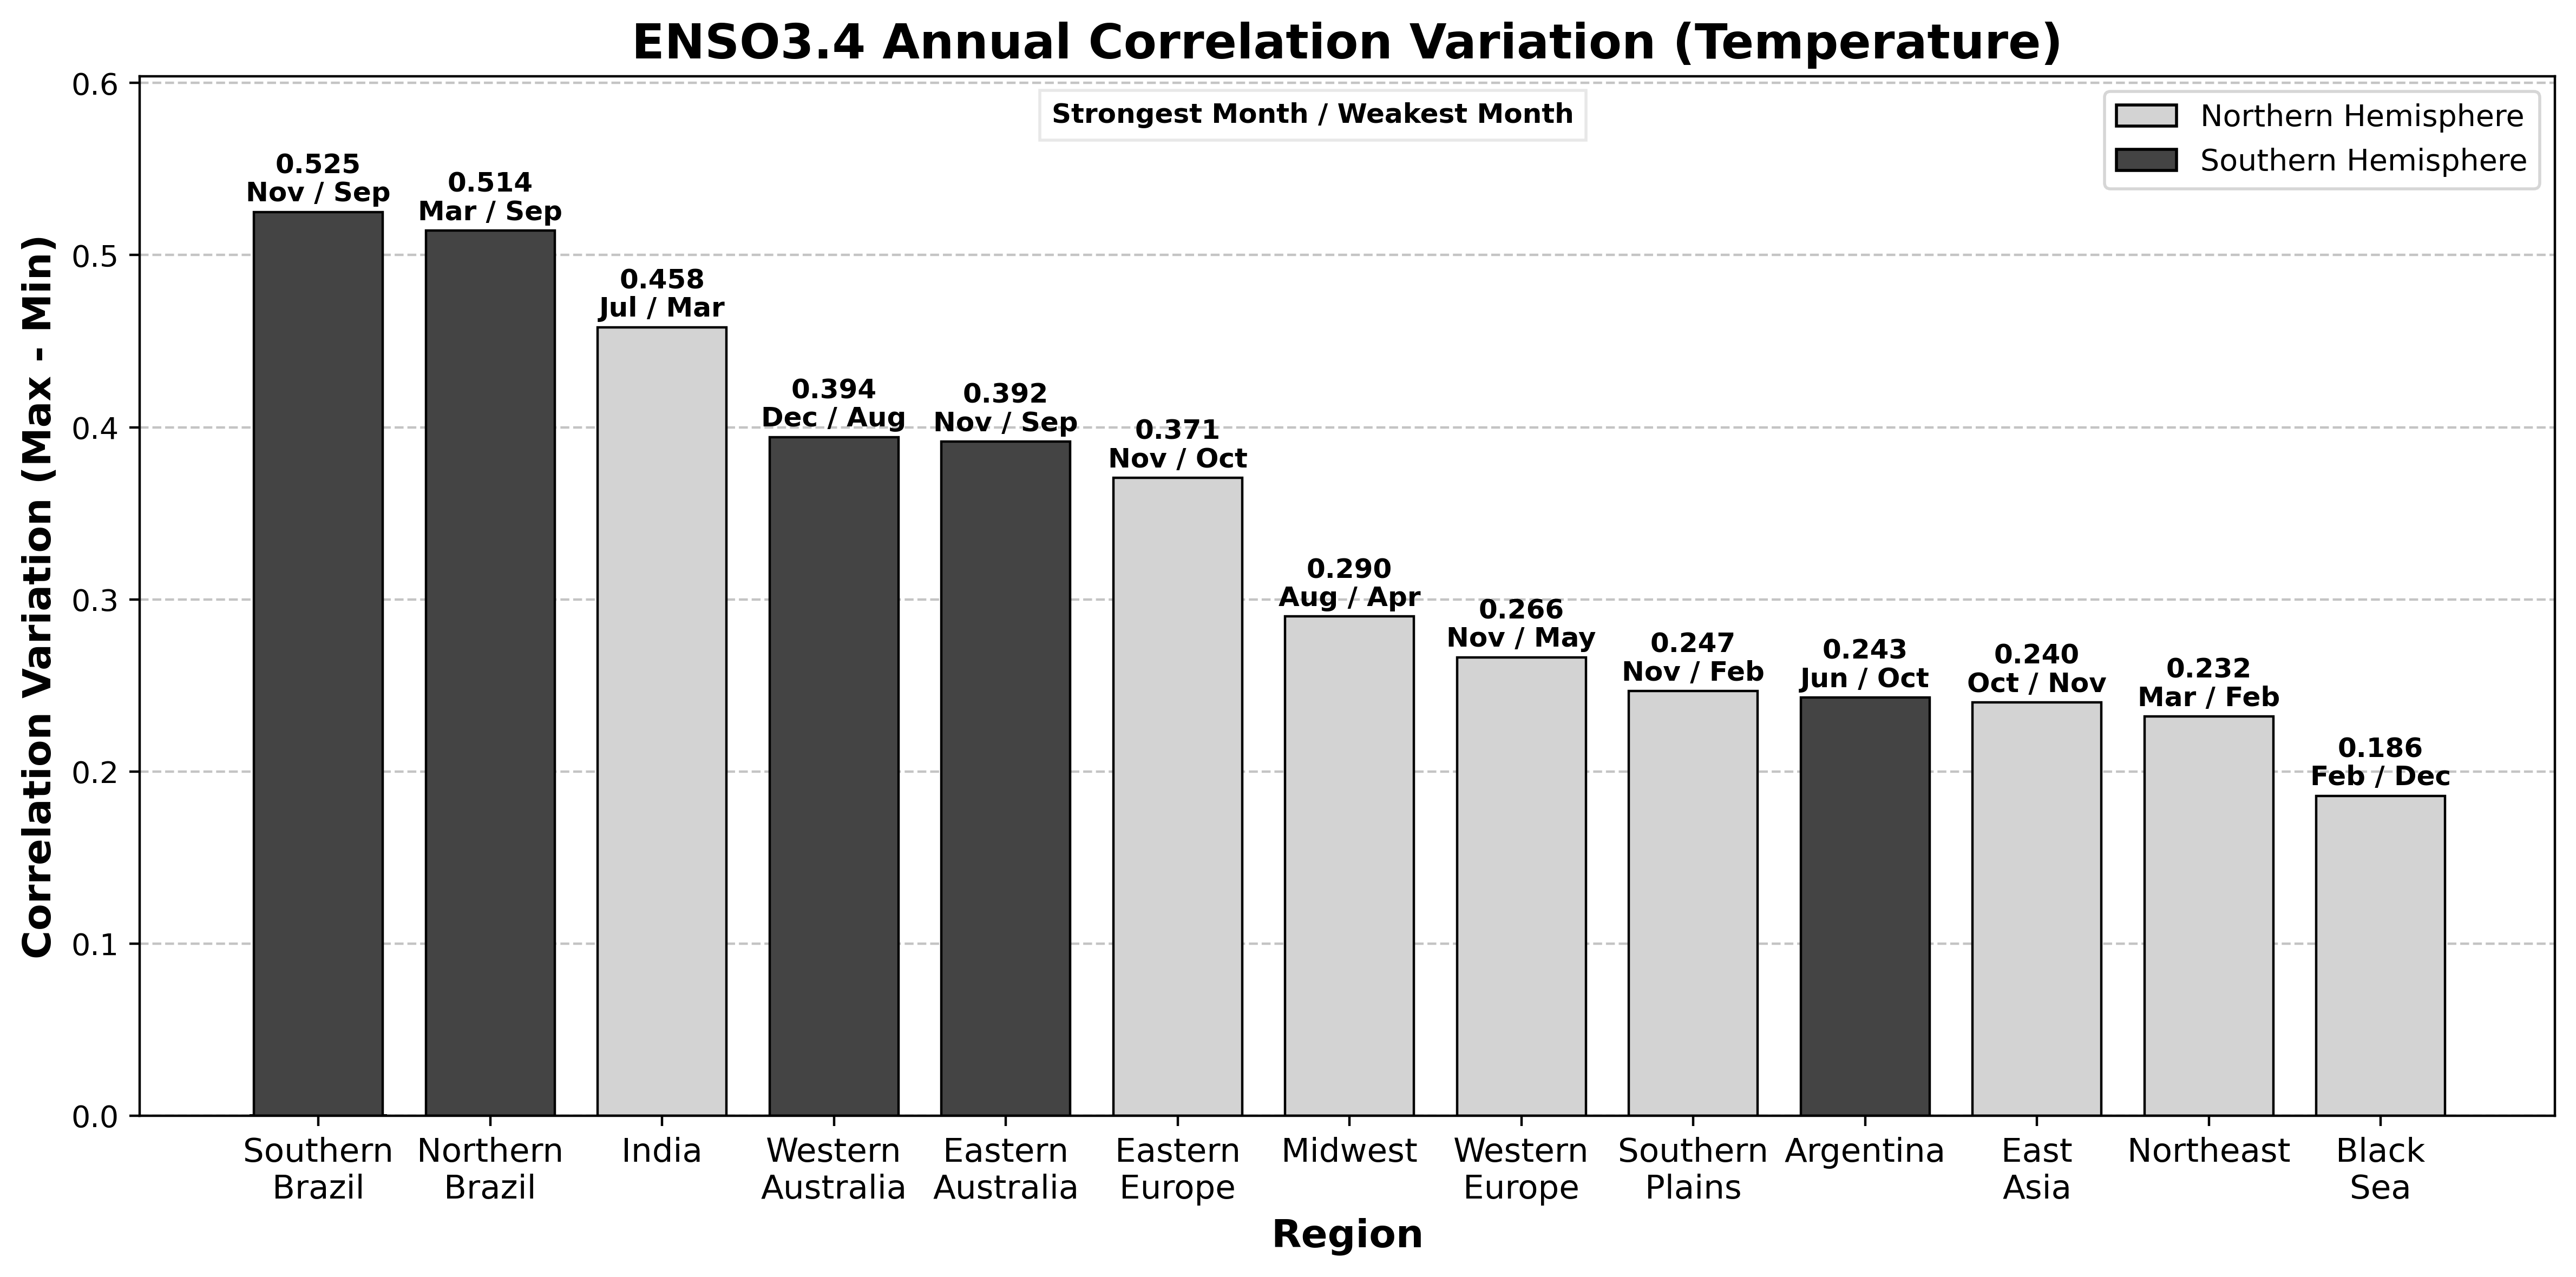 ENSO3.4 Annual Correlation Variation (Temperature)
Strongest Month / Weakest Month
Northern Hemisphere
Southern Hemisphere
Correlation Variation (Max - Min)
0.6
0.5
0.4
0.3
0.2
0.1
0.0
0.525
Nov / Sep
0.514
Mar / Sep
0.458
Jul / Mar
0.394
Dec / Aug
0.392
Nov / Sep
0.371
Nov / Oct
0.290
Aug / Apr
0.266
Nov / May
0.247
Nov / Feb
0.243
Jun / Oct
0.240
Oct / Nov
0.232
Mar / Feb
0.186
Feb / Dec
Southern
Brazil
Northern
Brazil
India
Western
Australia
Eastern
Australia
Eastern
Europe
Midwest
Western
Europe
Southern
Plains
Argentina
East
Asia
Northeast
Black
Sea
Region